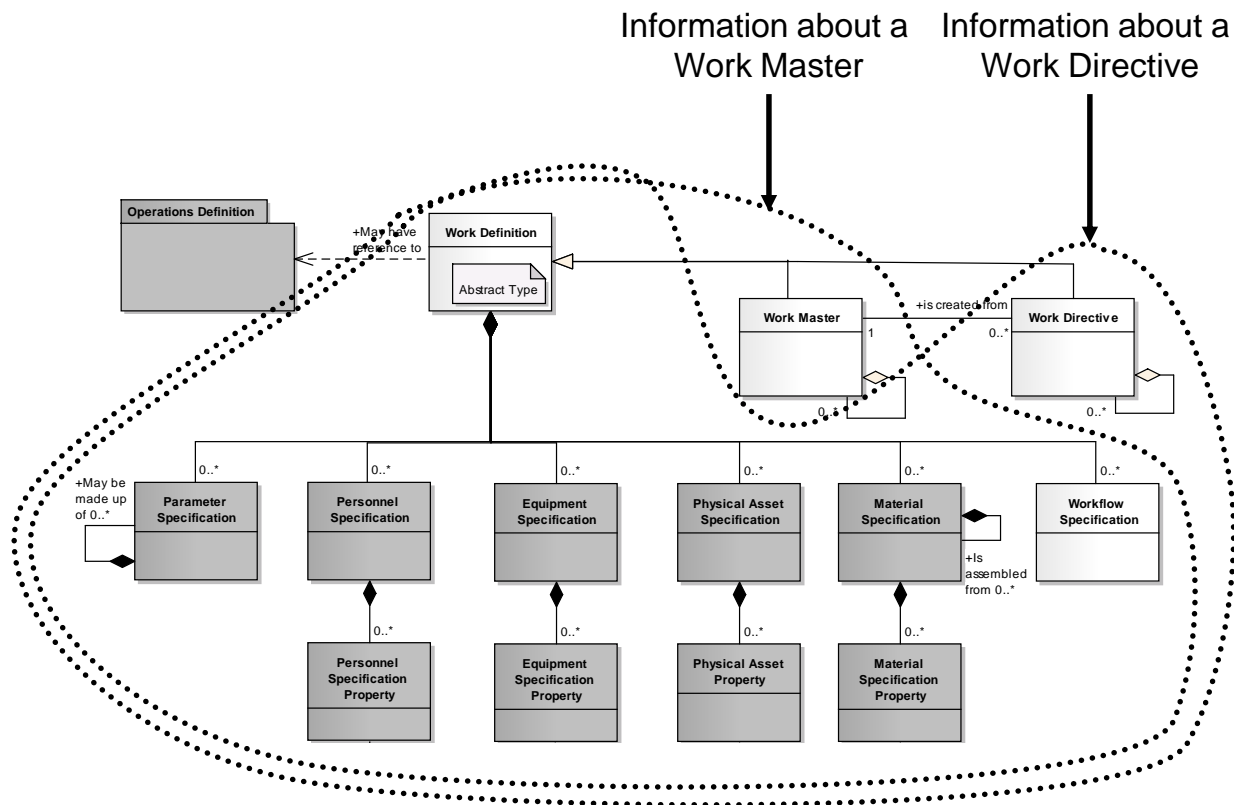 Information about a
Work Master
Information about a
Work Directive
Operations Definition
+May have
reference to
Work Definition
Abstract Type
Work Master
+is created from
1
0..*
Work Directive
0..*
0..*
0..*
0..*
0..*
0..*
0..*
0..*
+May be
made up
of 0..*
Parameter
Specification
Personnel
Specification
Equipment
Specification
Physical Asset
Specification
Material
Specification
+Is
assembled
from 0..*
Workflow
Specification
0..*
0..*
0..*
0..*
Personnel
Specification
Property
Equipment
Specification
Property
Physical Asset
Property
Material
Specification
Property